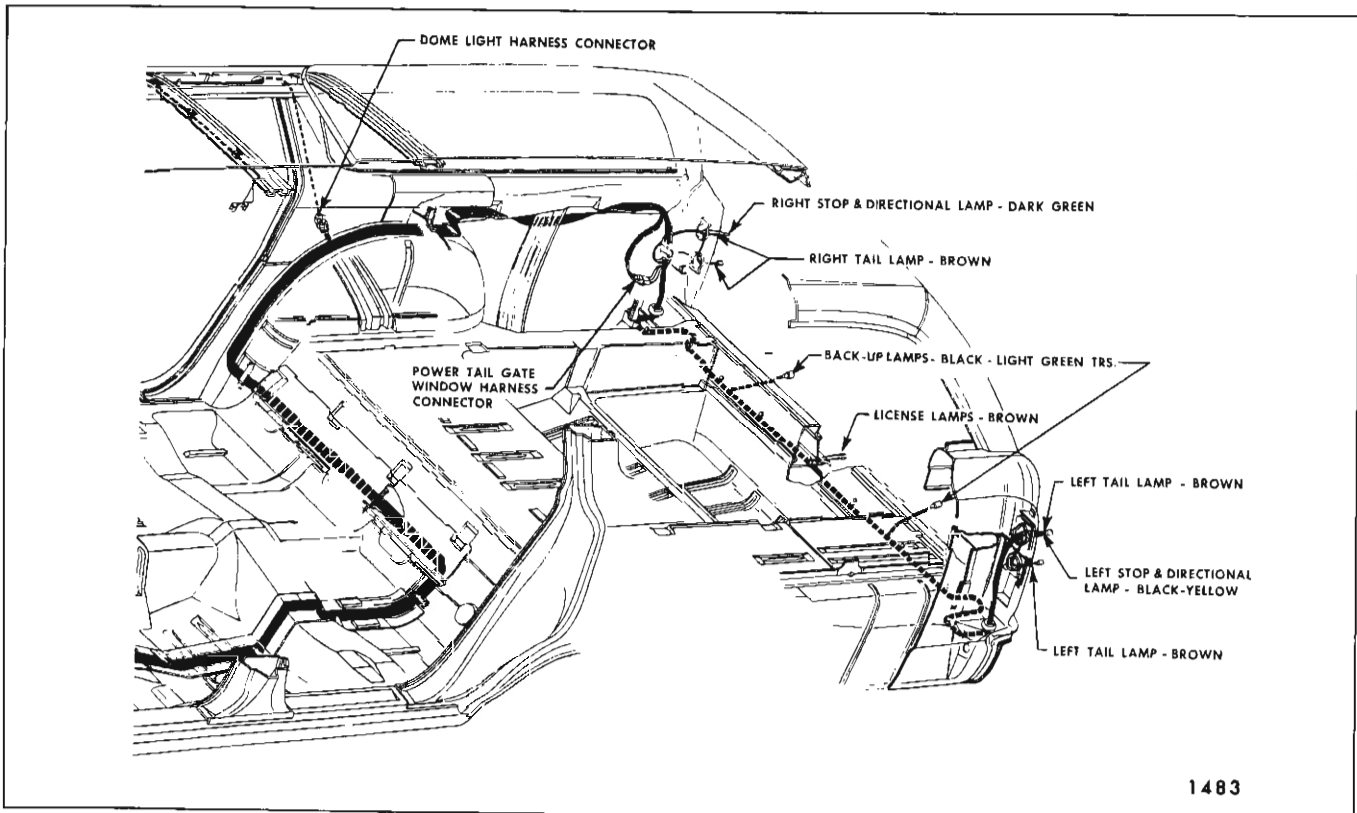 DOME LIGHT HARNESS CONNECTOR
RIGHT STOP & DIRECTIONAL LAMP - DARK GREEN
RIGHT TAIL LAMP - BROWN
BACK-UP LAMPS - BLACK - LIGHT GREEN TRS.
POWER TAIL GATE
WINDOW HARNESS
CONNECTOR
LICENSE LAMPS - BROWN
LEFT TAIL LAMP - BROWN
LEFT STOP & DIRECTIONAL
LAMP - BLACK-YELLOW
LEFT TAIL LAMP - BROWN
1483